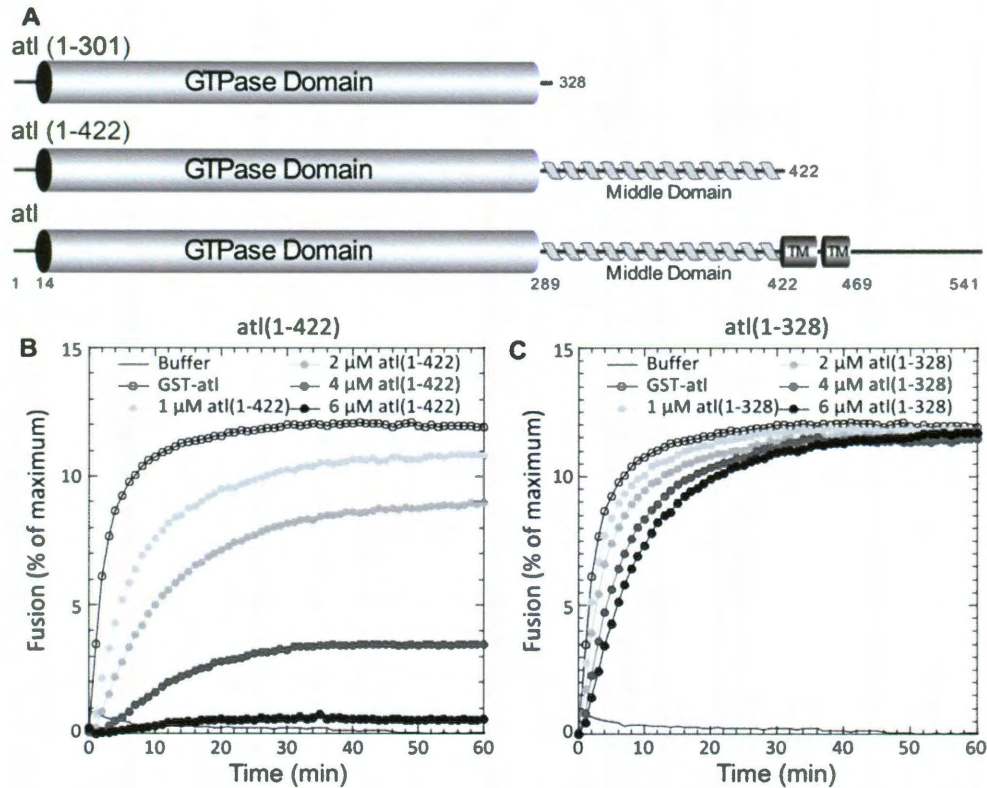 A
atl (1-301)
GTPase Domain
328
atl (1-422)
GTPase Domain
422
Middle Domain
atl
GTPase Domain
TM TM
Middle Domain
1 14 289 422 469 541
atl(1-422)
B
15
Buffer
GST-atl
1 µM atl(1-422)
2 µM atl(1-422)
4 µM atl(1-422)
6 µM atl(1-422)
10
5
0
Fusion (% of maximum)
0 10 20 30 40 50 60
Time (min)
atl(1-328)
C
15
Buffer
GST-atl
1 µM atl(1-328)
2 µM atl(1-328)
4 µM atl(1-328)
6 µM atl(1-328)
10
5
0
Fusion (% of maximum)
0 10 20 30 40 50 60
Time (min)